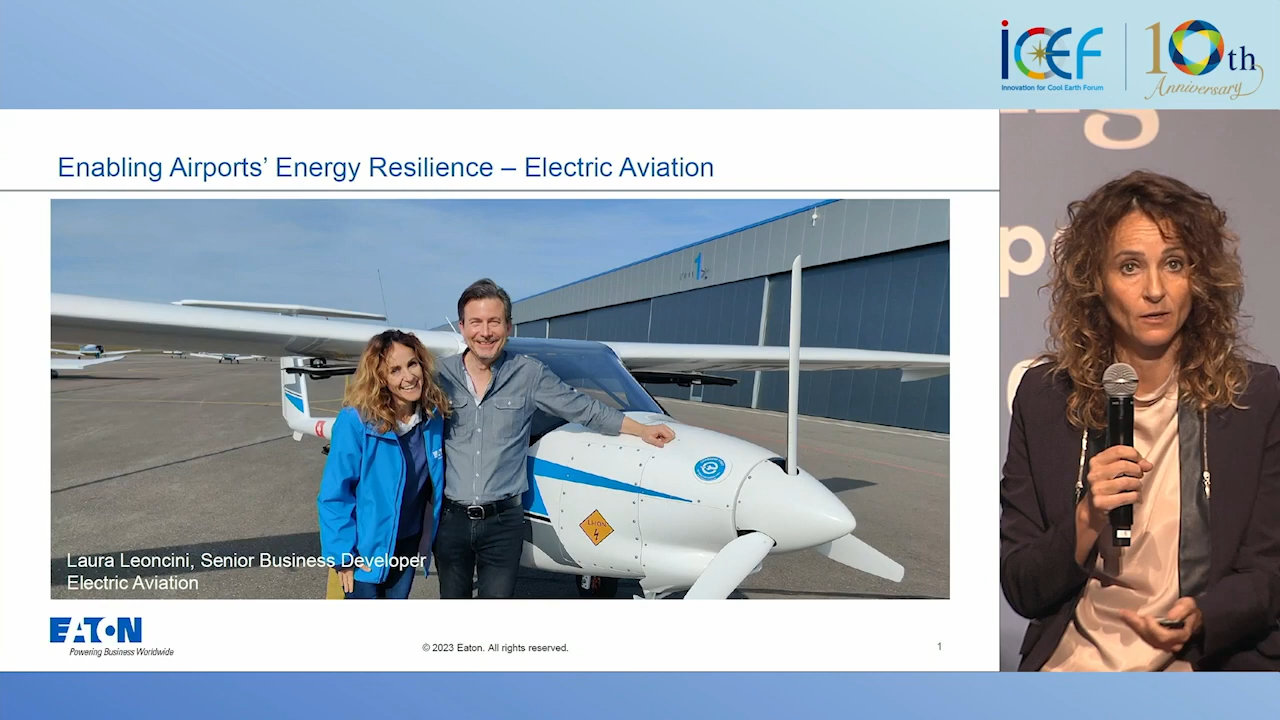 ICEF
Innovation for Cool Earth Forum
10th
Anniversary
Enabling Airports’ Energy Resilience – Electric Aviation
Laura Leoncini, Senior Business Developer
Electric Aviation
EATON
Powering Business Worldwide
© 2023 Eaton. All rights reserved.
1